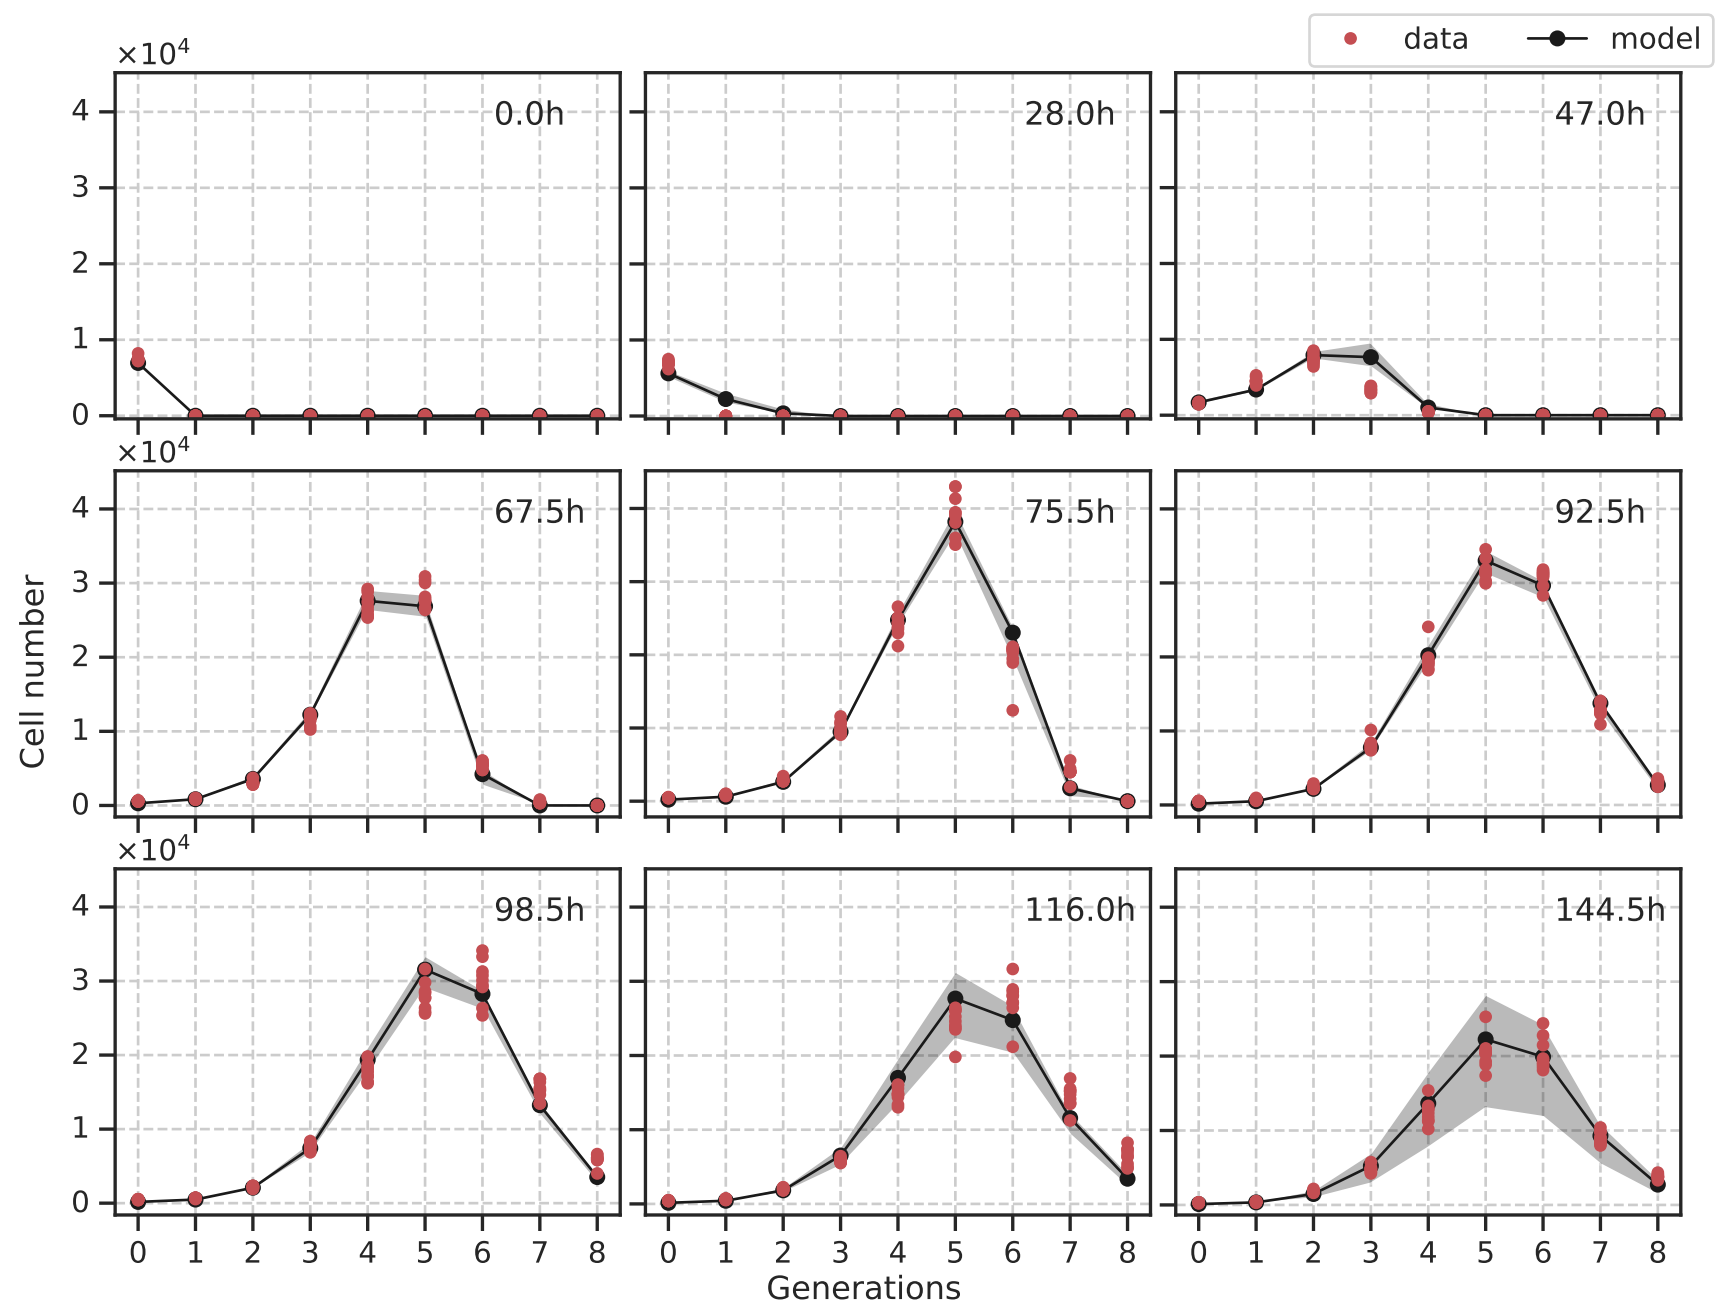 data model
×10⁴
4
3
2
1
0
0.0h
28.0h
47.0h
×10⁴
4
3
2
1
0
67.5h
75.5h
92.5h
Cell number
×10⁴
4
3
2
1
0
98.5h
116.0h
144.5h
0 1 2 3 4 5 6 7 8
0 1 2 3 4 5 6 7 8
0 1 2 3 4 5 6 7 8
Generations